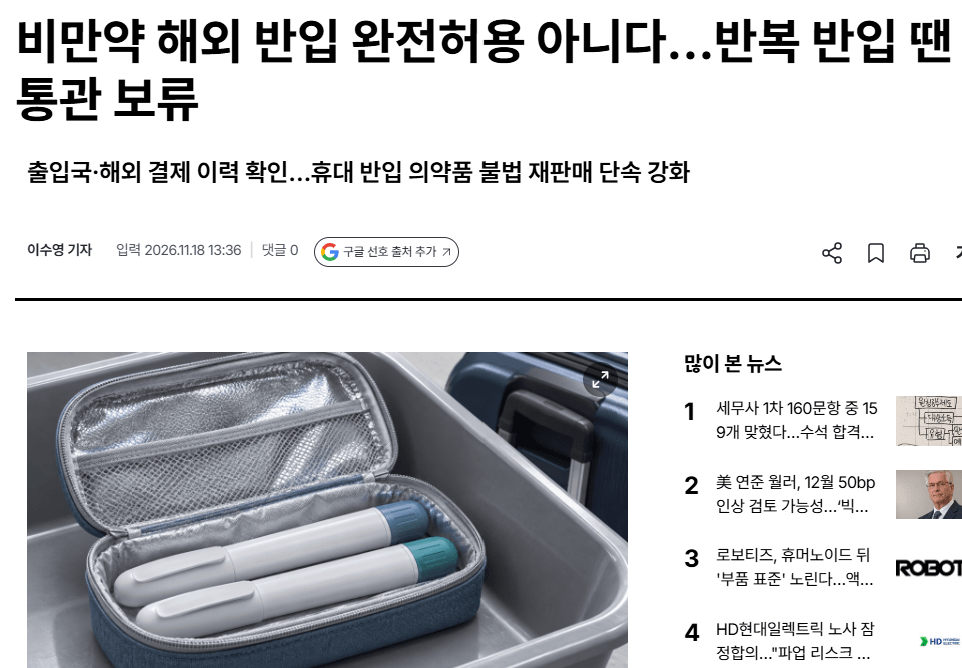 비만약 해외 반입 완전허용 아니다…반복 반입 땐
통관 보류
출입국·해외 결제 이력 확인…휴대 반입 의약품 불법 재판매 단속 강화
이수영 기자 입력 2026.11.18 13:36 댓글 0 구글 선호 출처 추가
많이 본 뉴스
1 세무사 1차 160문항 중 15
9개 맞혔다…수석 합격…
2 美 연준 월러, 12월 50bp
인상 검토 가능성…‘빅…
3 로보티즈, 휴머노이드 뒤
'부품 표준' 노린다…액…
ROBOT
4 HD현대일렉트릭 노사 잠
정합의…"파업 리스크 …
HD HYUNDAI
ELECTRIC